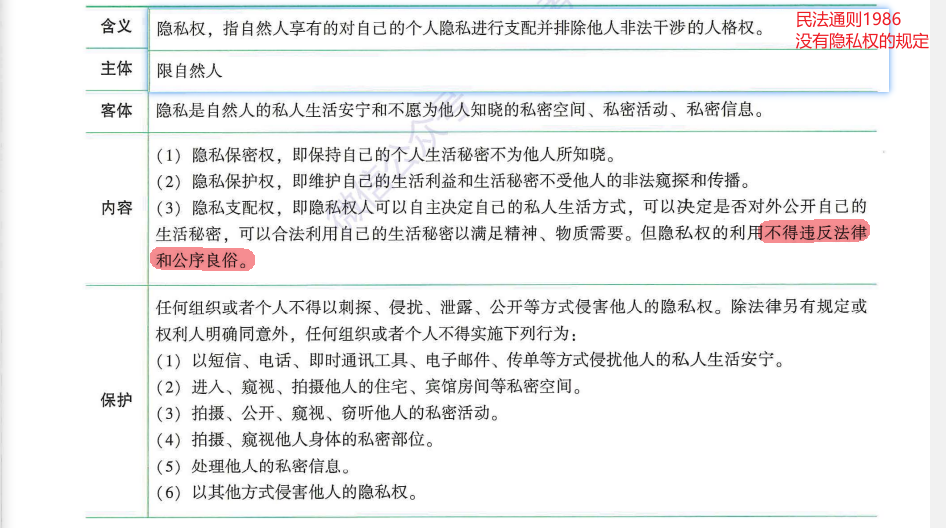 民法通则1986
没有隐私权的规定
含义
隐私权，指自然人享有的对自己的个人隐私进行支配并排除他人非法干涉的人格权。
主体
限自然人
客体
隐私是自然人的私人生活安宁和不愿为他人知晓的私密空间、私密活动、私密信息。
内容
（1）隐私保密权，即保持自己的个人生活秘密不为他人所知晓。
（2）隐私保护权，即维护自己的生活利益和生活秘密不受他人的非法窥探和传播。
（3）隐私支配权，即隐私权人可以自主决定自己的私人生活方式，可以决定是否对外公开自己的
生活秘密，可以合法利用自己的生活秘密以满足精神、物质需要。但隐私权的利用不得违反法律
和公序良俗。
保护
任何组织或者个人不得以刺探、侵扰、泄露、公开等方式侵害他人的隐私权。除法律另有规定或
权利人明确同意外，任何组织或者个人不得实施下列行为：
（1）以短信、电话、即时通讯工具、电子邮件、传单等方式侵扰他人的私人生活安宁。
（2）进入、窥视、拍摄他人的住宅、宾馆房间等私密空间。
（3）拍摄、公开、窥视、窃听他人的私密活动。
（4）拍摄、窥视他人身体的私密部位。
（5）处理他人的私密信息。
（6）以其他方式侵害他人的隐私权。
微信公众号